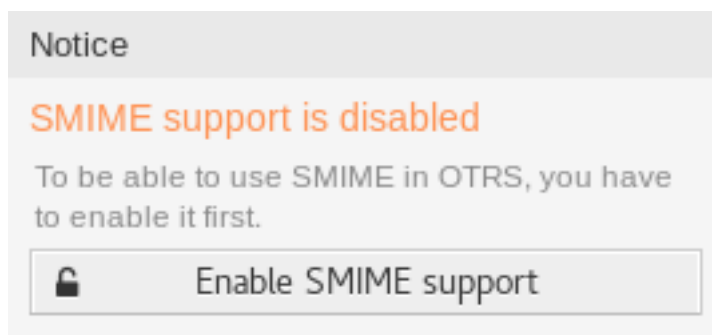 Notice
SMIME support is disabled
To be able to use SMIME in OTRS, you have
to enable it first.
Enable SMIME support